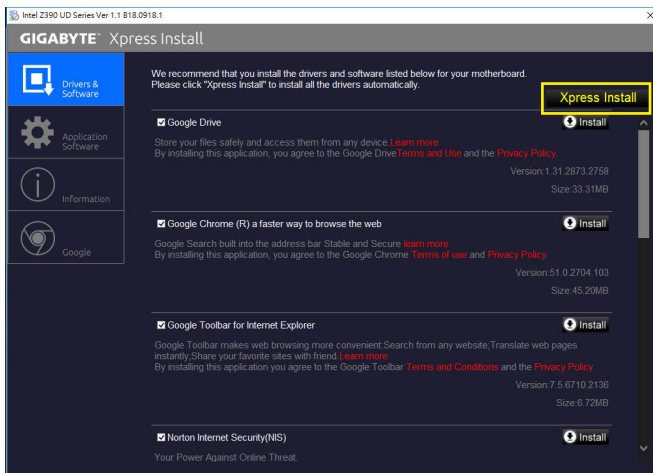 Intel Z390 UD Series Ver 1.1 B18.0918.1
GIGABYTE™ Xpress Install
Drivers &
Software
Application
Software
Information
Google
We recommend that you install the drivers and software listed below for your motherboard.
Please click "Xpress Install" to install all the drivers automatically.
Xpress Install
Google Drive
Install
Store your files safely and access them from any device.Learn more
By installing this application, you agree to the Google DriveTerms and Use and the Privacy Policy.
Version:1.31.2873.2758
Size:33.31MB
Google Chrome (R) a faster way to browse the web
Install
Google Search built into the address bar Stable and Secure learn more
By installing this application, you agree to the Google Chrome Terms of use and Privacy Policy.
Version:51.0.2704.103
Size:45.20MB
Google Toolbar for Internet Explorer
Install
Google Toolbar makes web browsing more convenient:Search from any website;Translate web pages
instantly;Share your favorite sites with friend.Learn more
By installing this application you agree to the Google Toolbar Terms and Conditions and the Privacy Policy.
Version:7.5.6710.2136
Size:6.72MB
Norton Internet Security(NIS)
Install
Your Power Against Online Threat.